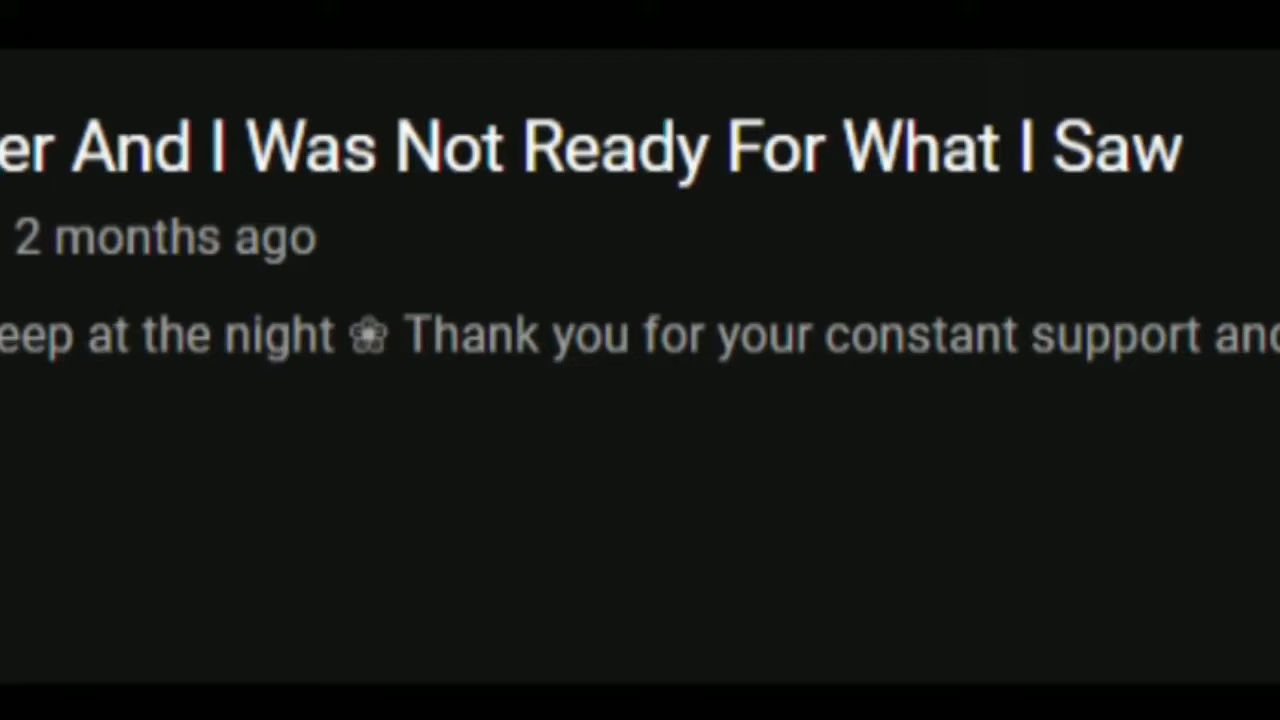 er And I Was Not Ready For What I Saw
2 months ago
eep at the night ❀ Thank you for your constant support and